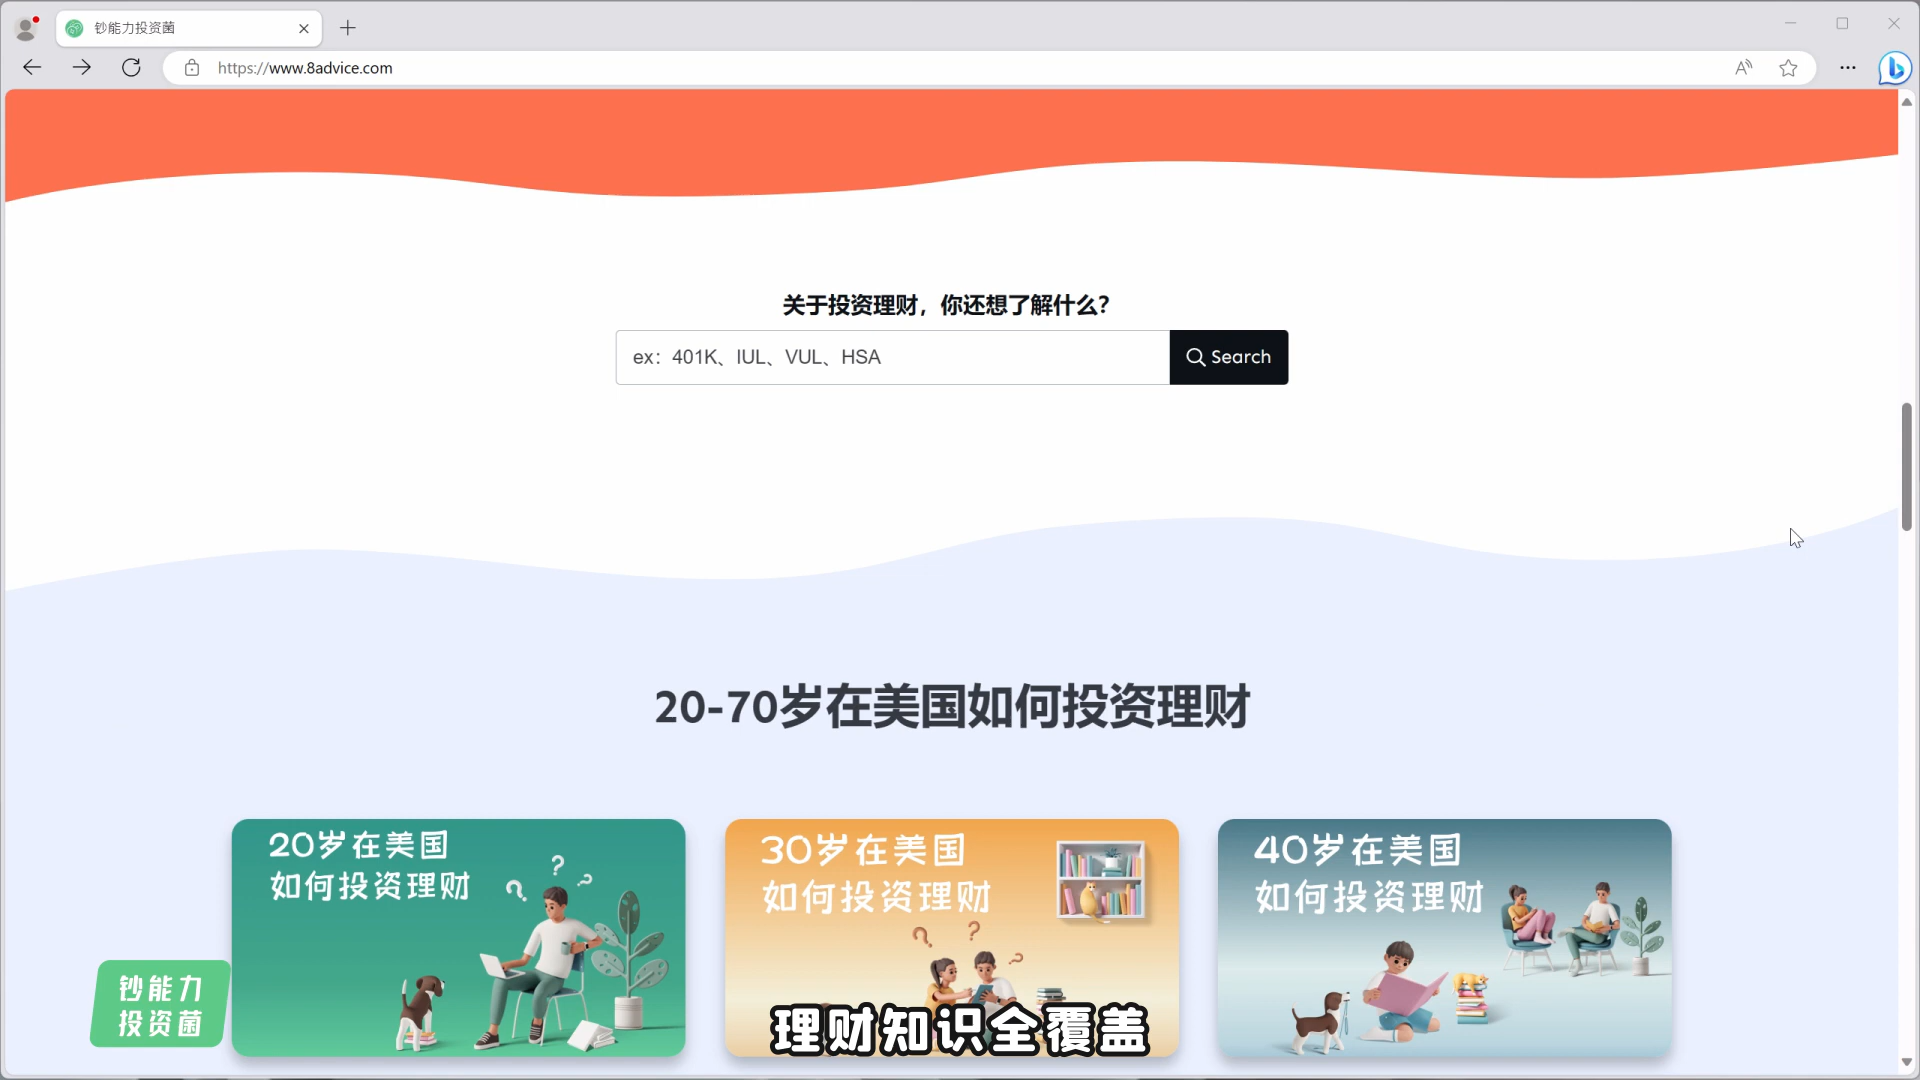 钞能力投资菌
https://www.8advice.com
关于投资理财，你还想了解什么?
ex：401K、IUL、VUL、HSA
Search
20-70岁在美国如何投资理财
20岁在美国
如何投资理财
30岁在美国
如何投资理财
40岁在美国
如何投资理财
钞能力
投资菌
理财知识全覆盖